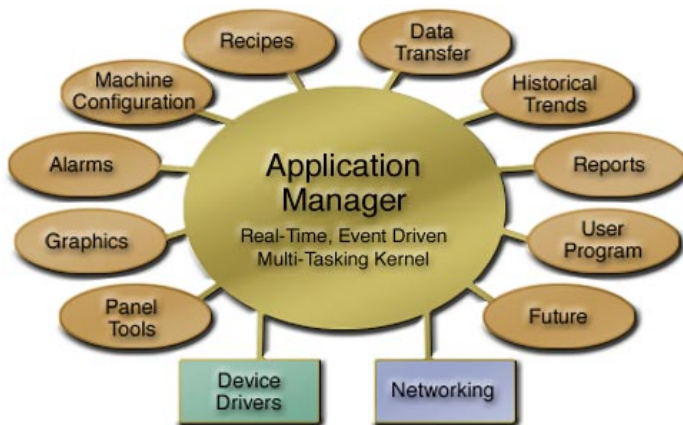 Recipes
Data
Transfer
Machine
Configuration
Historical
Trends
Alarms
Application
Manager
Real-Time, Event Driven
Multi-Tasking Kernel
Reports
Graphics
User
Program
Panel
Tools
Future
Device
Drivers
Networking